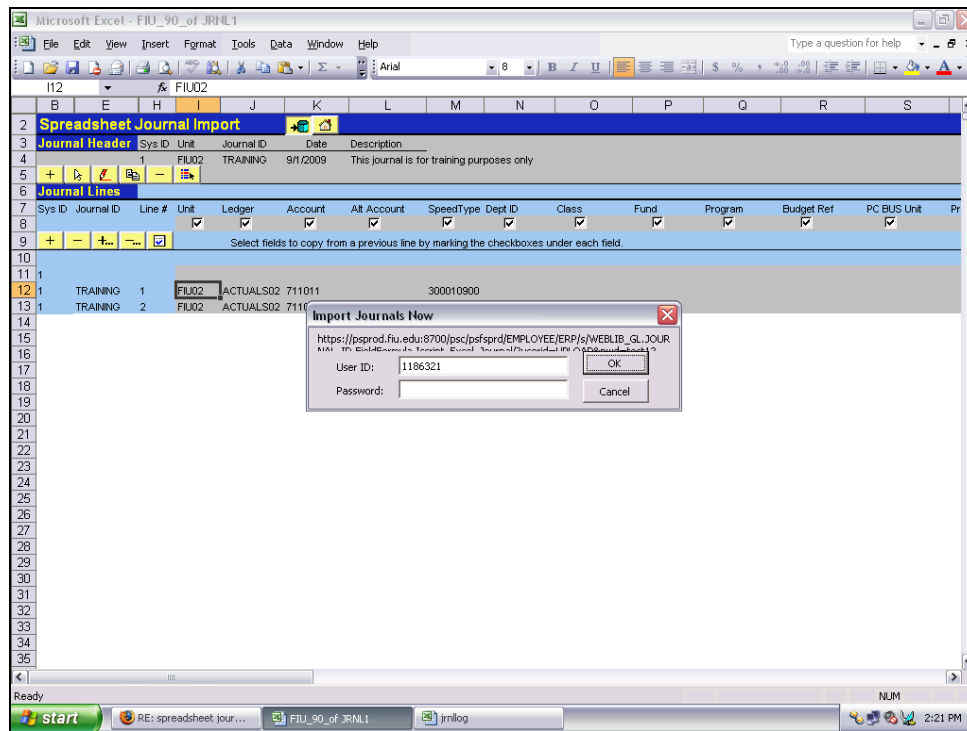 Microsoft Excel - FIU_90_of JRNL1
File Edit View Insert Format Tools Data Window Help Type a question for help
Arial 8 B I U $ % ,
I12 fx FIU02
B E H I J K L M N O P Q R S
2 Spreadsheet Journal Import
3 Journal Header Sys ID Unit Journal ID Date Description
4 1 FIU02 TRAINING 9/1/2009 This journal is for training purposes only
5
6 Journal Lines
7 Sys ID Journal ID Line # Unit Ledger Account Alt Account SpeedType Dept ID Class Fund Program Budget Ref PC BUS Unit Pr
8
9 Select fields to copy from a previous line by marking the checkboxes under each field.
10
11 1
12 1 TRAINING 1 FIU02 ACTUALS02 711011 300010900
13 1 TRAINING 2 FIU02 ACTUALS02
14
Import Journals Now
15
https://psprod.fiu.edu:8700/psc/psfsprd/EMPLOYEE/ERP/s/WEBLIB_GL.JOUR
16
NAL_ID.FieldFormula.Iscript_Excel_Journal/?userid=UPLOAD&pwd=test12
17
User ID: 1186321 OK
18
Password: Cancel
19
20
21
22
23
24
25
26
27
28
29
30
31
32
33
34
35
Ready NUM
start RE: spreadsheet jour... FIU_90_of JRNL1 jrnllog 2:21 PM